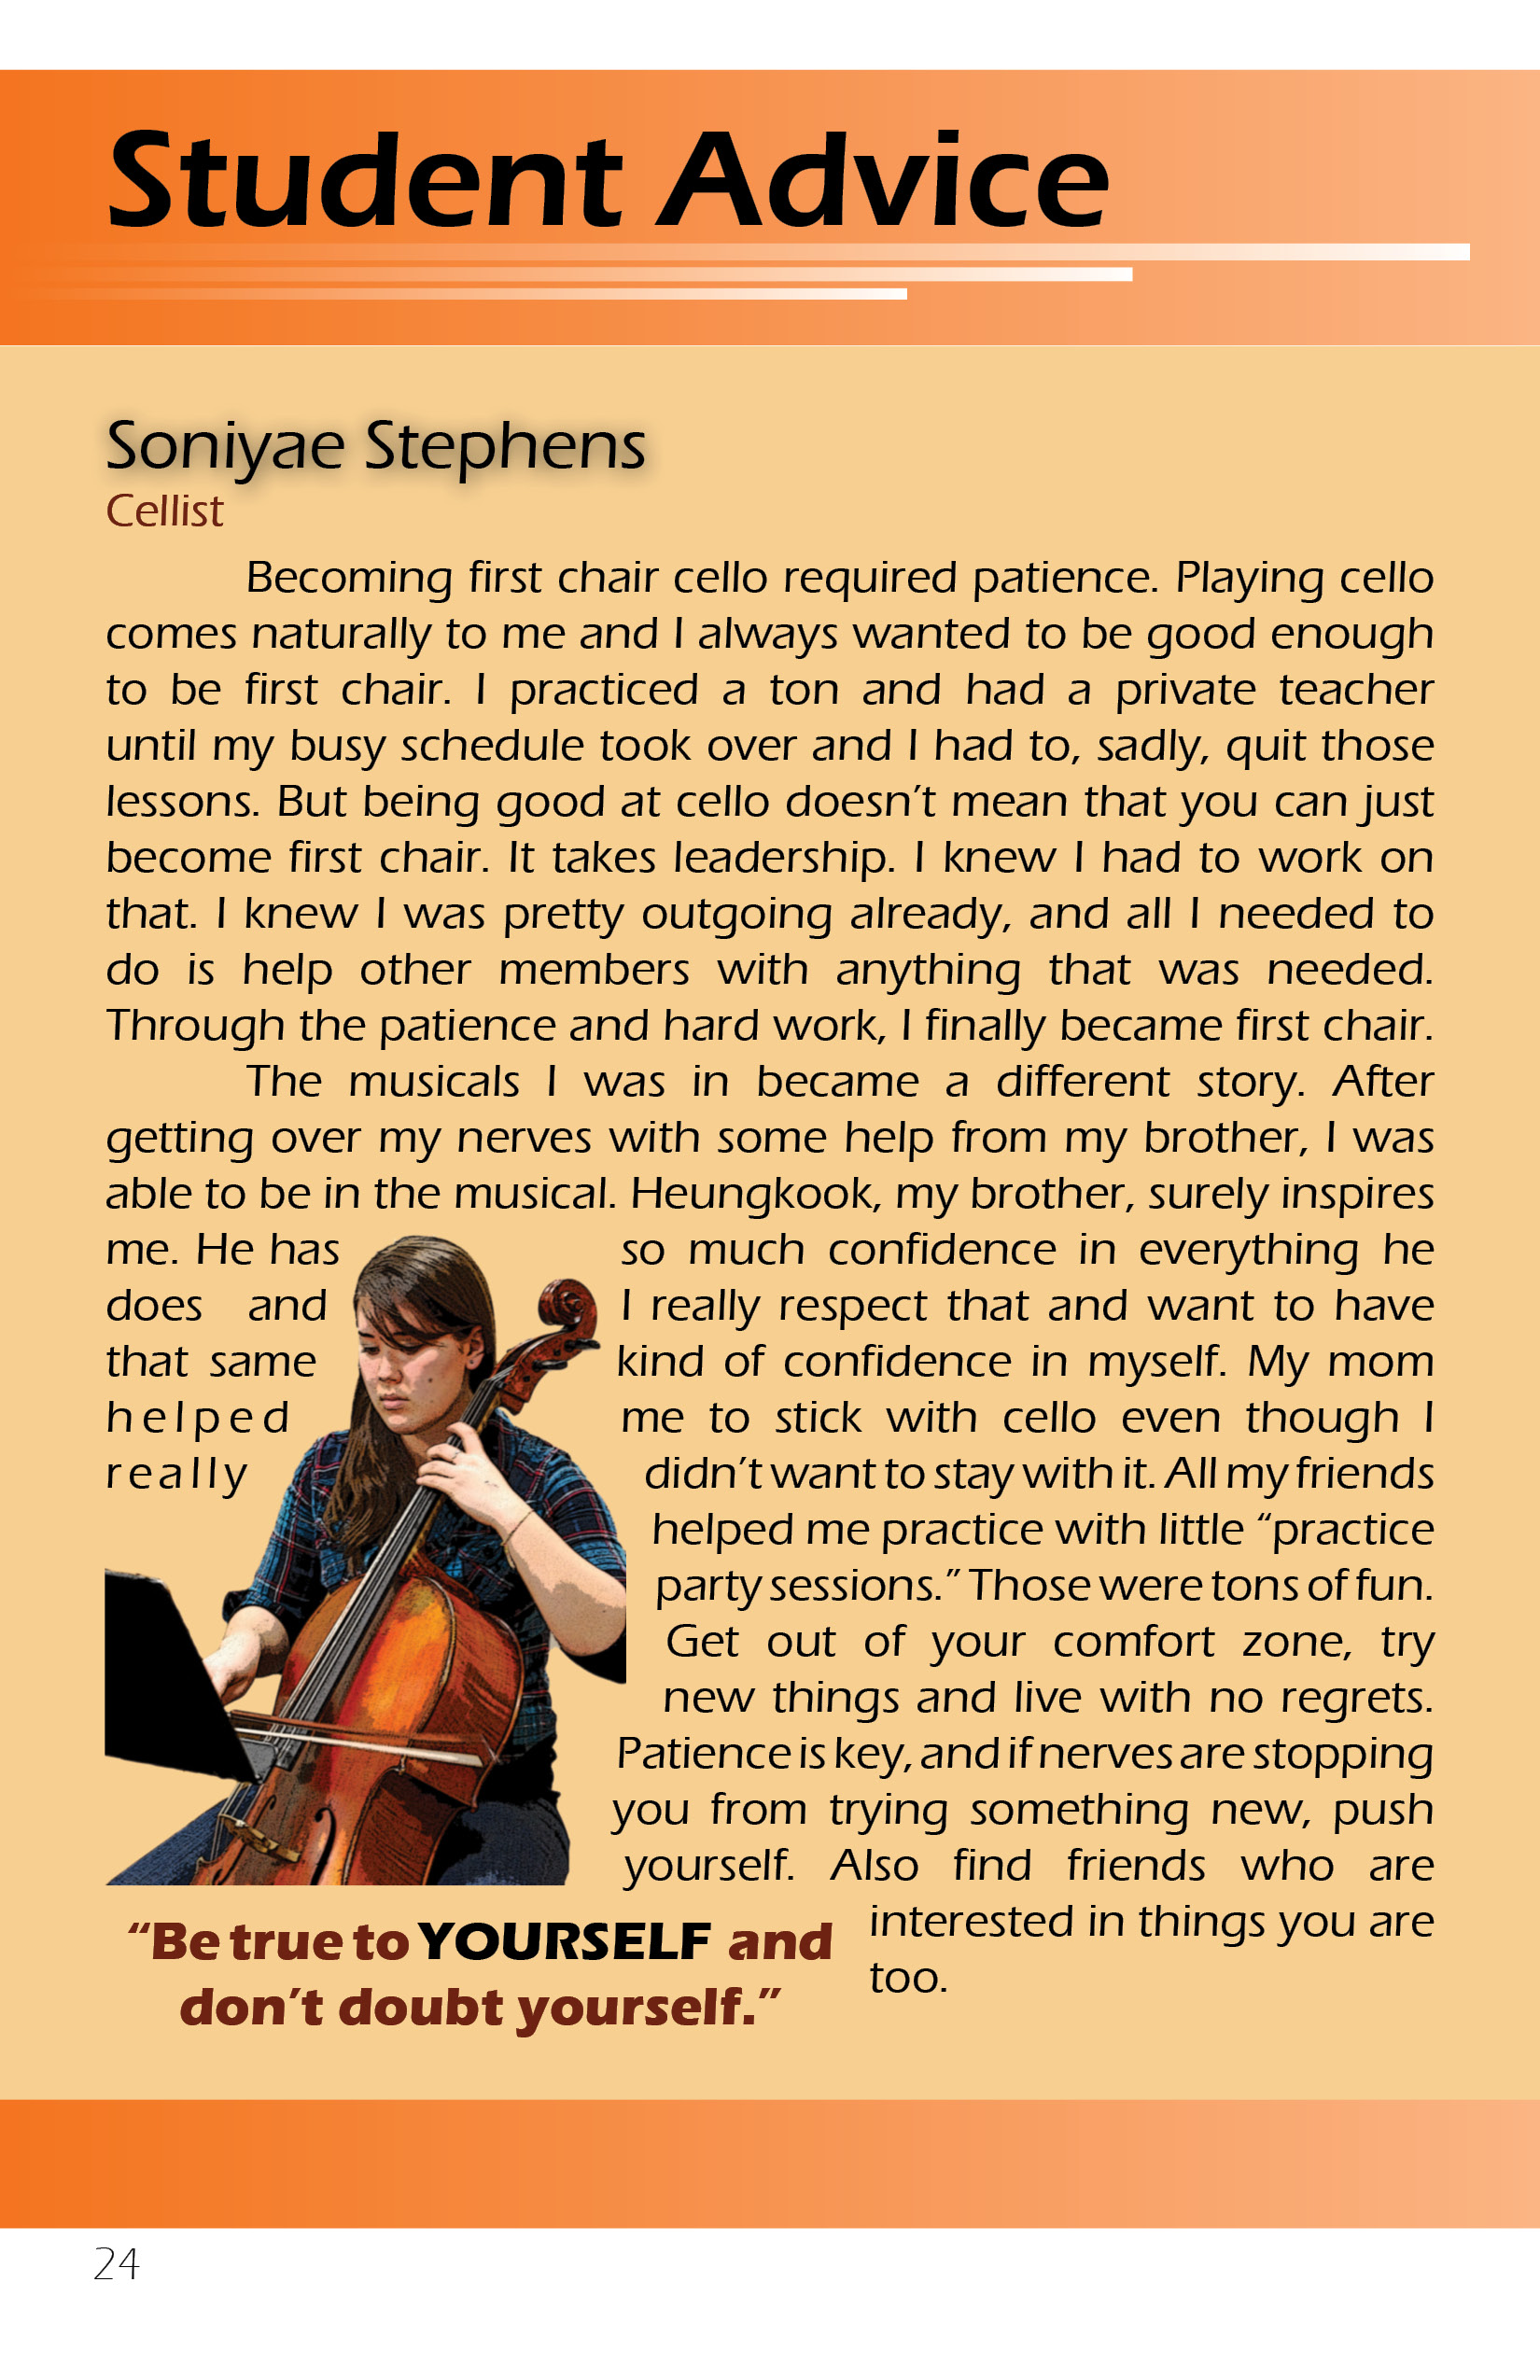 Student Advice
Soniyae Stephens
Cellist
Becoming first chair cello required patience. Playing cello
comes naturally to me and I always wanted to be good enough
to be first chair. I practiced a ton and had a private teacher
until my busy schedule took over and I had to, sadly, quit those
lessons. But being good at cello doesn’t mean that you can just
become first chair. It takes leadership. I knew I had to work on
that. I knew I was pretty outgoing already, and all I needed to
do is help other members with anything that was needed.
Through the patience and hard work, I finally became first chair.
The musicals I was in became a different story. After
getting over my nerves with some help from my brother, I was
able to be in the musical. Heungkook, my brother, surely inspires
me. He has so much confidence in everything he
does and I really respect that and want to have
that same kind of confidence in myself. My mom
helped me to stick with cello even though I
really didn’t want to stay with it. All my friends
helped me practice with little “practice
party sessions.” Those were tons of fun.
Get out of your comfort zone, try
new things and live with no regrets.
Patience is key, and if nerves are stopping
you from trying something new, push
yourself. Also find friends who are
interested in things you are
too.
“Be true to YOURSELF and
don’t doubt yourself.”
24